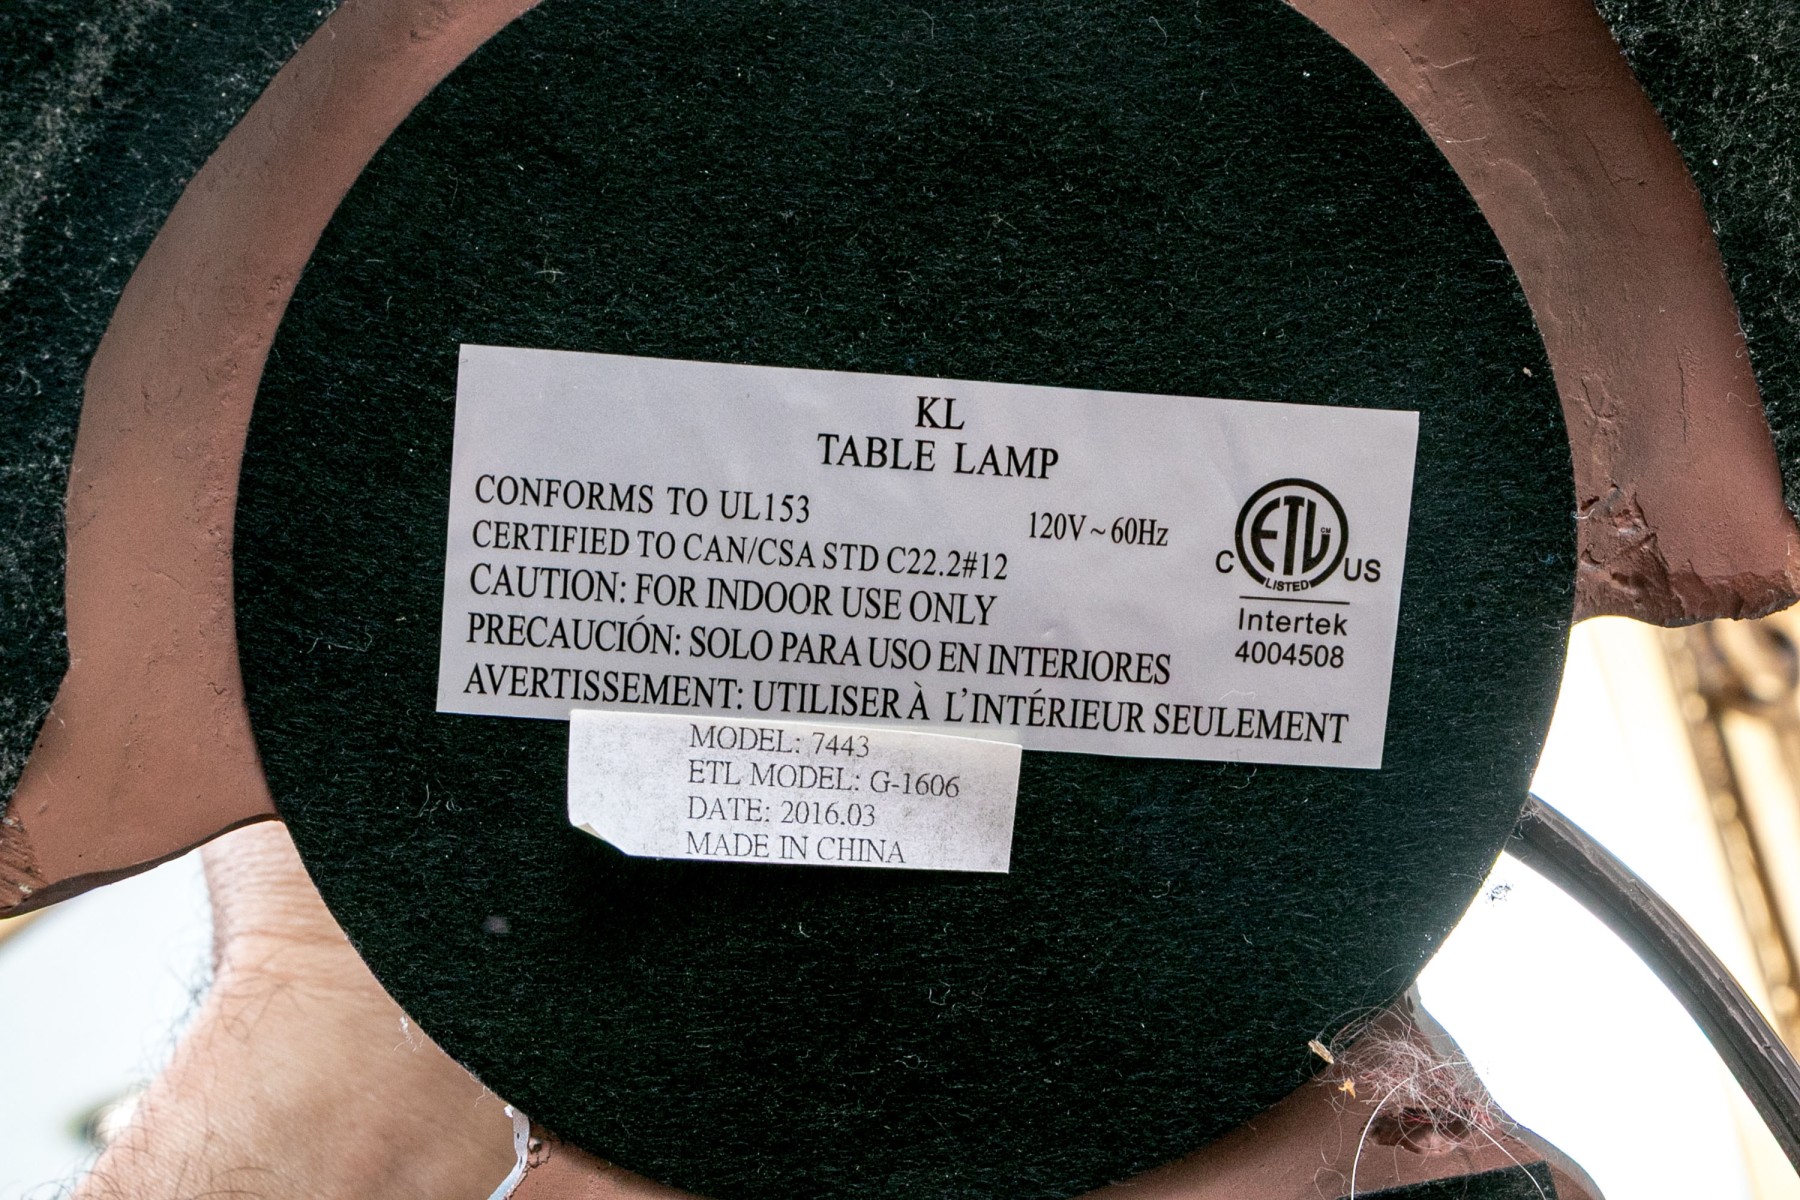 KL
TABLE LAMP
CONFORMS TO UL153
120V ~ 60Hz
CERTIFIED TO CAN/CSA STD C22.2#12
CAUTION: FOR INDOOR USE ONLY
PRECAUCIÓN: SOLO PARA USO EN INTERIORES
AVERTISSEMENT: UTILISER À L'INTÉRIEUR SEULEMENT
ETL CM
C US
LISTED
Intertek
4004508
MODEL: 7443
ETL MODEL: G-1606
DATE: 2016.03
MADE IN CHINA